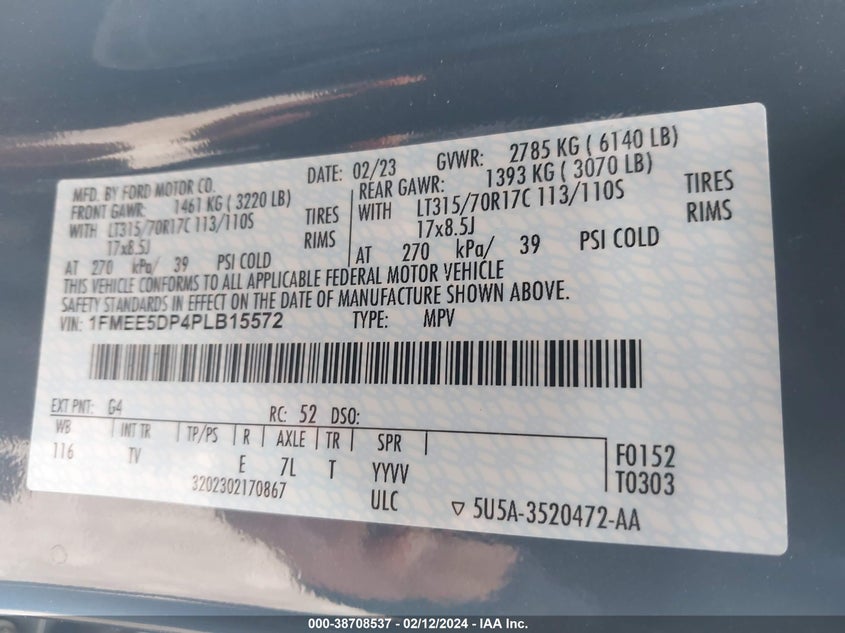 MFD. BY FORD MOTOR CO.
DATE: 02/23 GVWR: 2785 KG ( 6140 LB)
FRONT GAWR: 1461 KG ( 3220 LB) REAR GAWR: 1393 KG ( 3070 LB)
WITH LT315/70R17C 113/110S TIRES WITH LT315/70R17C 113/110S TIRES
17x8.5J RIMS 17x8.5J RIMS
AT 270 kPa/ 39 PSI COLD AT 270 kPa/ 39 PSI COLD
THIS VEHICLE CONFORMS TO ALL APPLICABLE FEDERAL MOTOR VEHICLE
SAFETY STANDARDS IN EFFECT ON THE DATE OF MANUFACTURE SHOWN ABOVE.
VIN: 1FMEE5DP4PLB15572 TYPE: MPV
EXT PNT: G4 RC: 52 DSO:
WB INT TR TP/PS R AXLE TR SPR
116 TV E 7L T YYVV
F0152
T0303
3202302170867 ULC ▽ 5U5A-3520472-AA
000-38708537 - 02/12/2024 - IAA Inc.